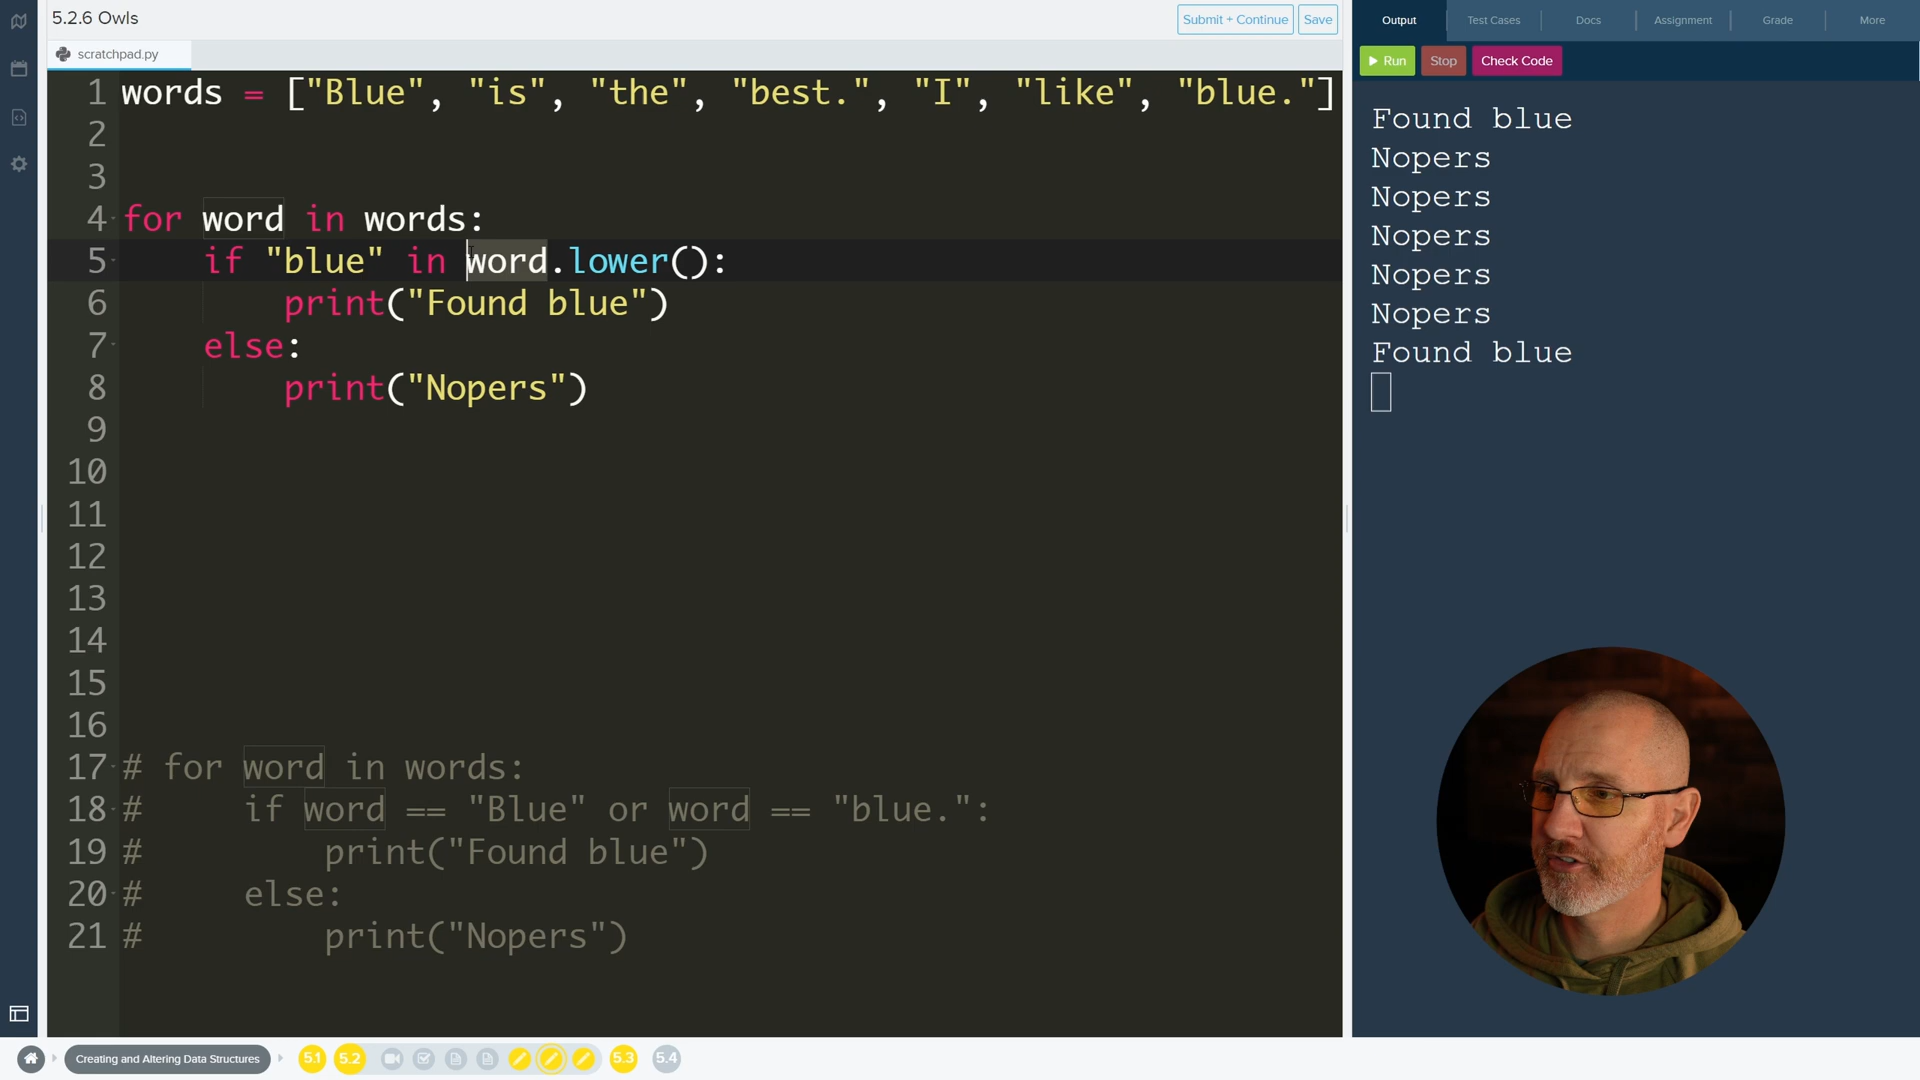 5.2.6 Owls
Submit + Continue
Save
Output
Test Cases
Docs
Assignment
Grade
More
scratchpad.py
Run
Stop
Check Code
1 words = ["Blue", "is", "the", "best.", "I", "like", "blue."]
2
3
4 for word in words:
5 if "blue" in word.lower():
6 print("Found blue")
7 else:
8 print("Nopers")
9
10
11
12
13
14
15
16
17 # for word in words:
18 # if word == "Blue" or word == "blue.":
19 # print("Found blue")
20 # else:
21 # print("Nopers")
Found blue
Nopers
Nopers
Nopers
Nopers
Nopers
Found blue
Creating and Altering Data Structures
5.1
5.2
5.3
5.4